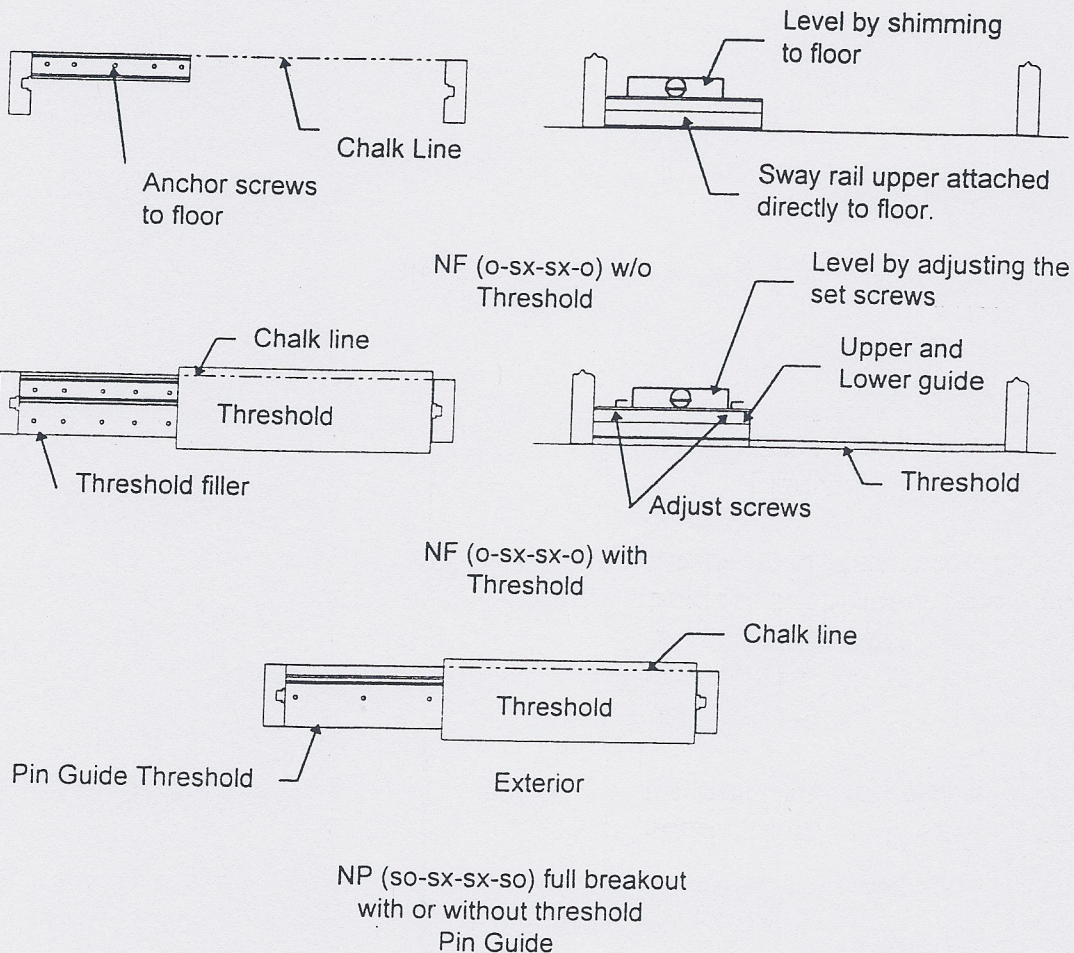 Level by shimming
to floor
Chalk Line
Anchor screws
to floor
Sway rail upper attached
directly to floor.
NF (o-sx-sx-o) w/o
Threshold
Level by adjusting the
set screws
Chalk line
Upper and
Lower guide
Threshold
Threshold filler
Threshold
Adjust screws
NF (o-sx-sx-o) with
Threshold
Chalk line
Threshold
Pin Guide Threshold
Exterior
NP (so-sx-sx-so) full breakout
with or without threshold
Pin Guide